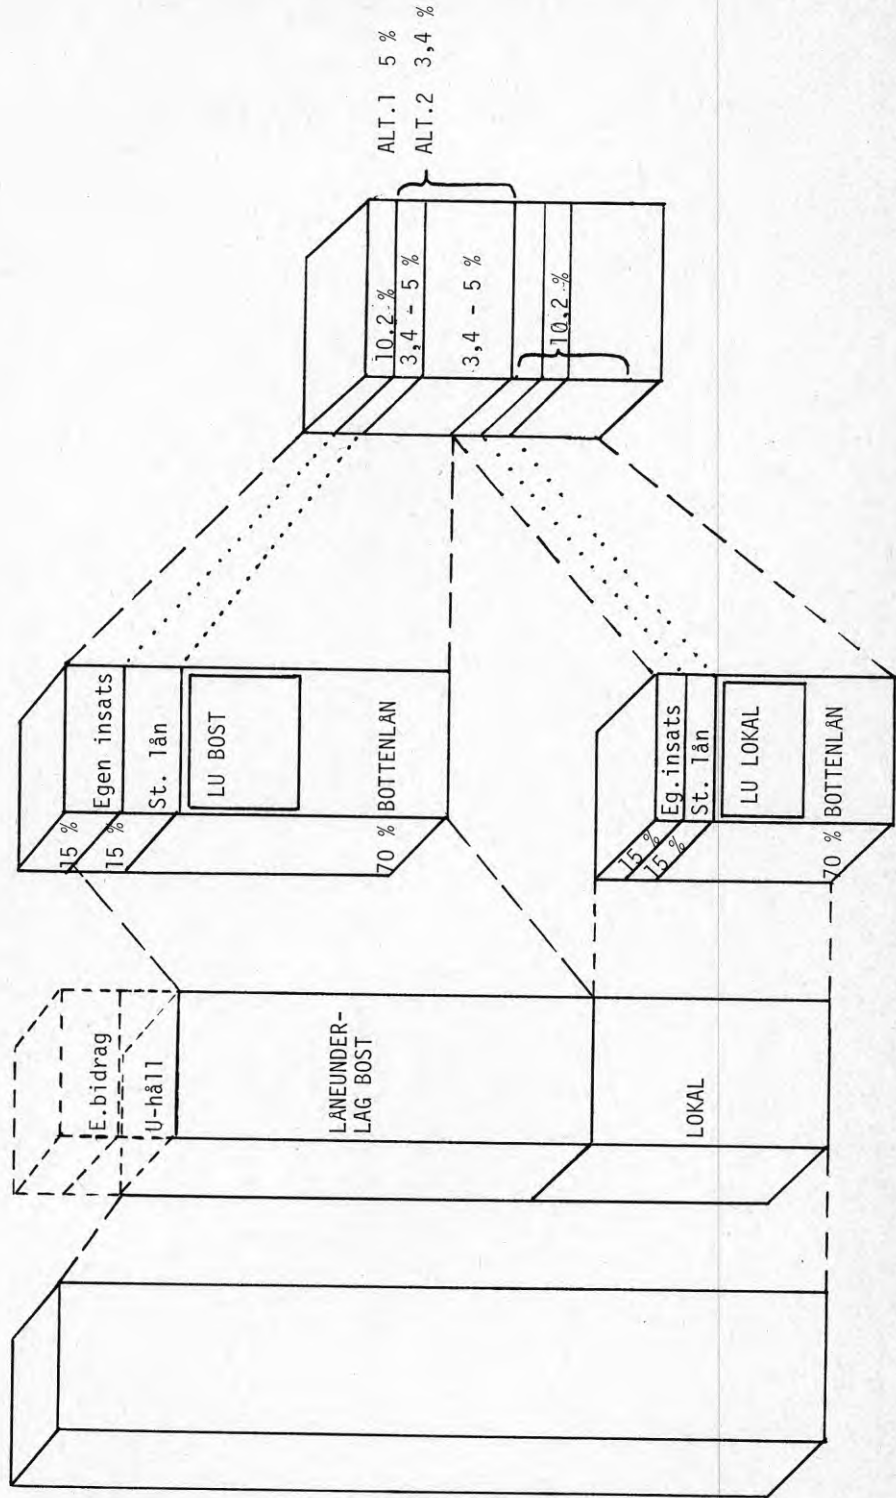 E.bidrag
U-håll
LÅNEUNDER-
LAG BOST
LOKAL
15 %
15 %
Egen insats
St. lån
LU BOST
70 % BOTTENLÅN
15 %
15 %
Eg.insats
St. lån
LU LOKAL
70 % BOTTENLÅN
10,2 %
3,4 - 5 %
3,4 - 5 %
10,2 %
ALT.1 5 %
ALT.2 3,4 %